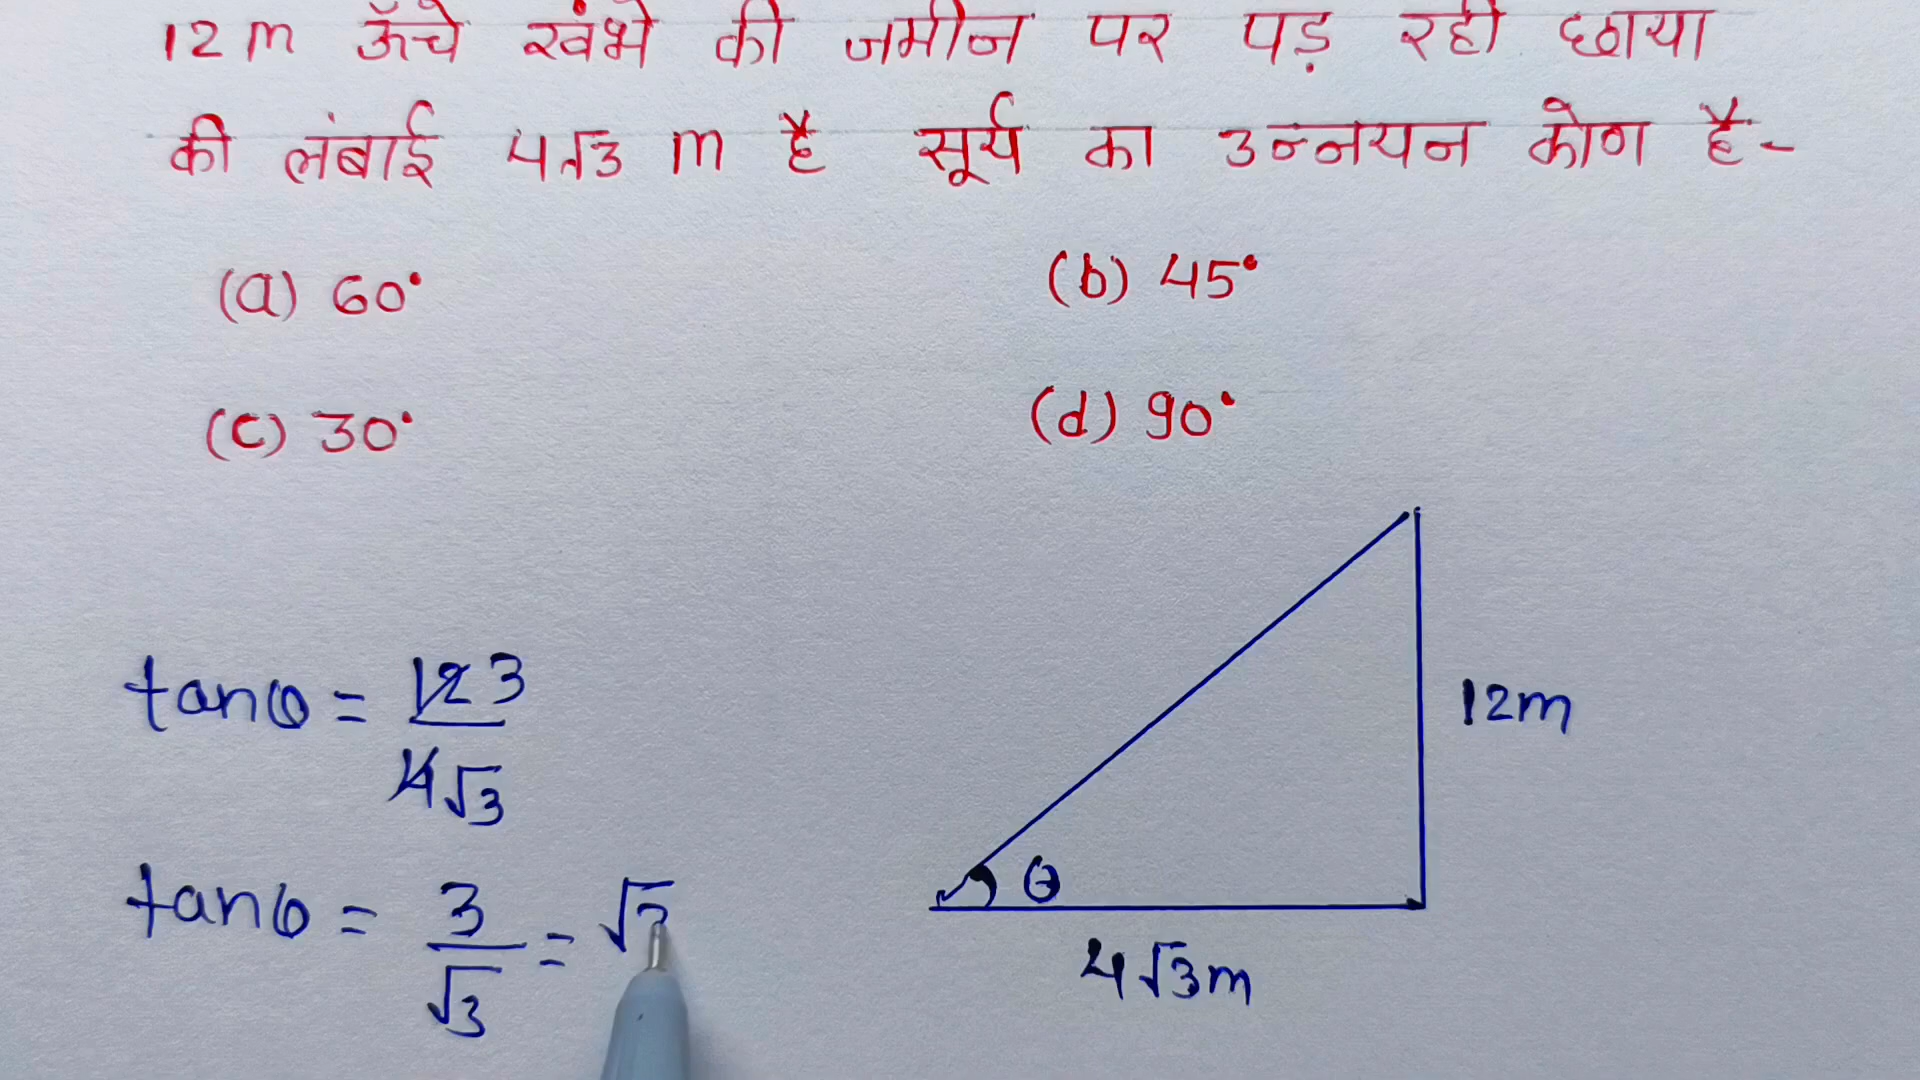 12 m ऊँचे खंभे की जमीन पर पड़ रही छाया
की लंबाई 4√3 m है सूर्य का उन्नयन कोण है-
(a) 60° (b) 45°
(c) 30° (d) 90°
tanθ = 12 3
4√3
12m
tanθ = 3 = √3
√3
θ
4√3m